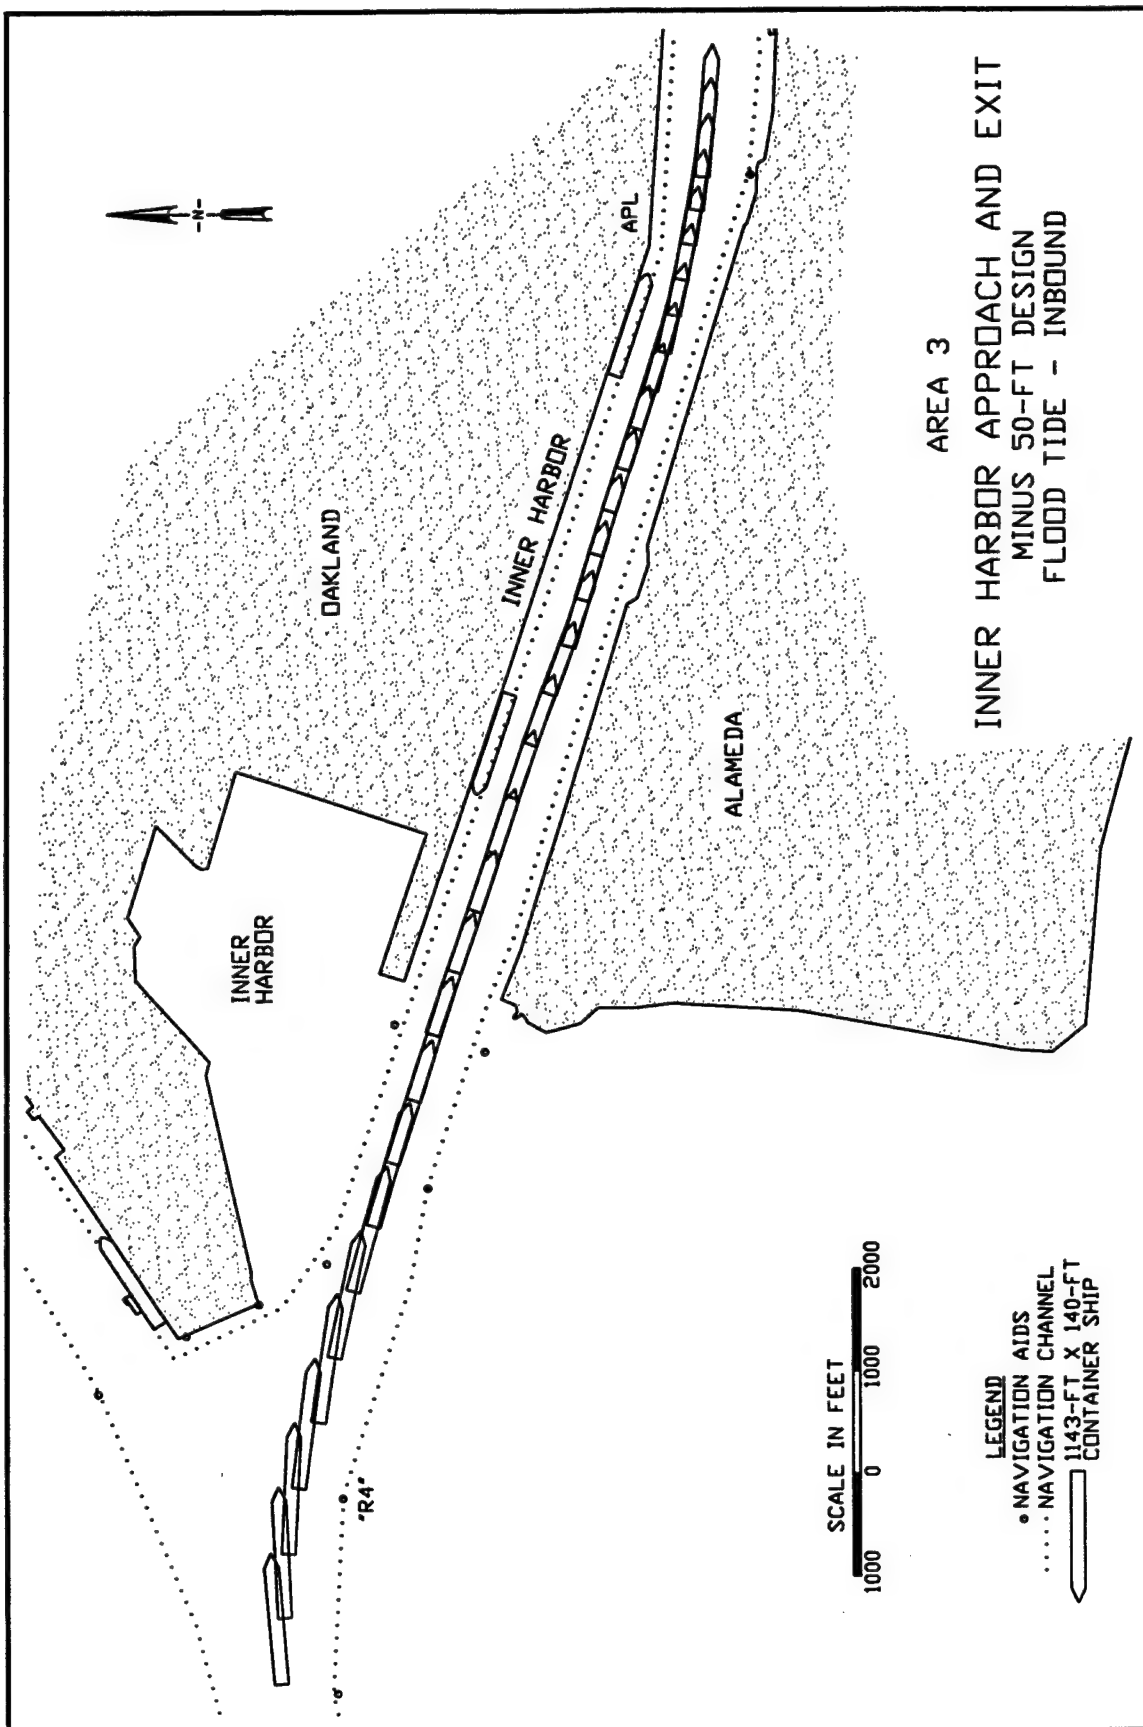 -N-
APL
OAKLAND
INNER HARBOR
INNER
HARBOR
ALAMEDA
"R4"
AREA 3
INNER HARBOR APPROACH AND EXIT
MINUS 50-FT DESIGN
FLOOD TIDE - INBOUND
SCALE IN FEET
1000 0 1000 2000
LEGEND
NAVIGATION AIDS
NAVIGATION CHANNEL
1143-FT X 140-FT
CONTAINER SHIP